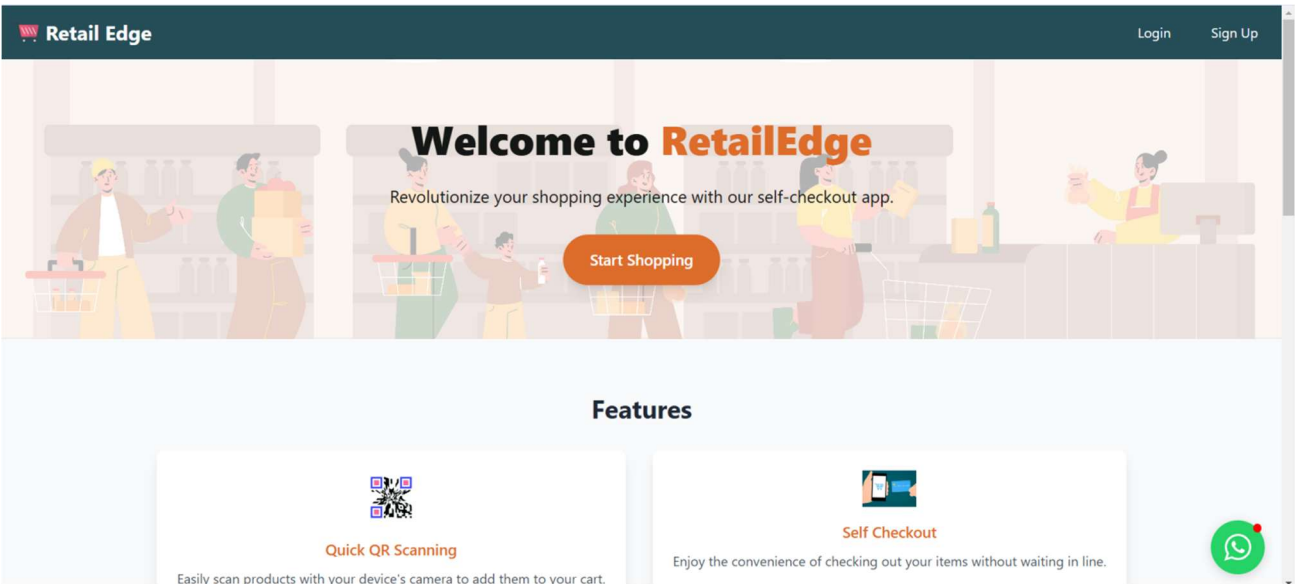 Retail Edge
Login
Sign Up
Welcome to RetailEdge
Revolutionize your shopping experience with our self-checkout app.
Start Shopping
Features
Quick QR Scanning
Easily scan products with your device's camera to add them to your cart.
Self Checkout
Enjoy the convenience of checking out your items without waiting in line.